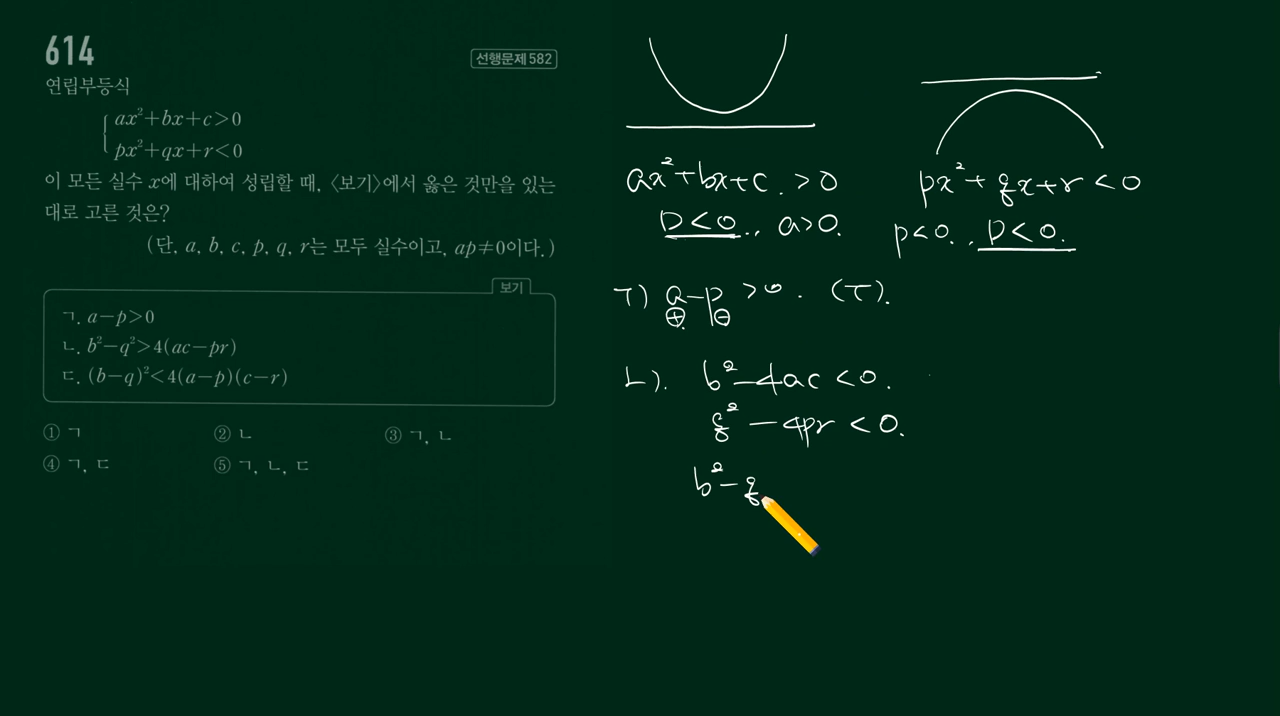 614
선행문제 582
연립부등식
ax²+bx+c>0
px²+qx+r<0
이 모든 실수 x에 대하여 성립할 때, 〈보기〉에서 옳은 것만을 있는
대로 고른 것은?
(단, a, b, c, p, q, r는 모두 실수이고, ap≠0이다.)
보기
ㄱ. a−p>0
ㄴ. b²−q²>4(ac−pr)
ㄷ. (b−q)²<4(a−p)(c−r)
① ㄱ
② ㄴ
③ ㄱ, ㄴ
④ ㄱ, ㄷ
⑤ ㄱ, ㄴ, ㄷ
ax²+bx+c>0
D<0., a>0.
px²+qx+r<0
p<0., D<0.
ㄱ) a−p>0. (T).
⊕ ⊖
ㄴ). b²−4ac<0.
q²−4pr<0.
b²−q